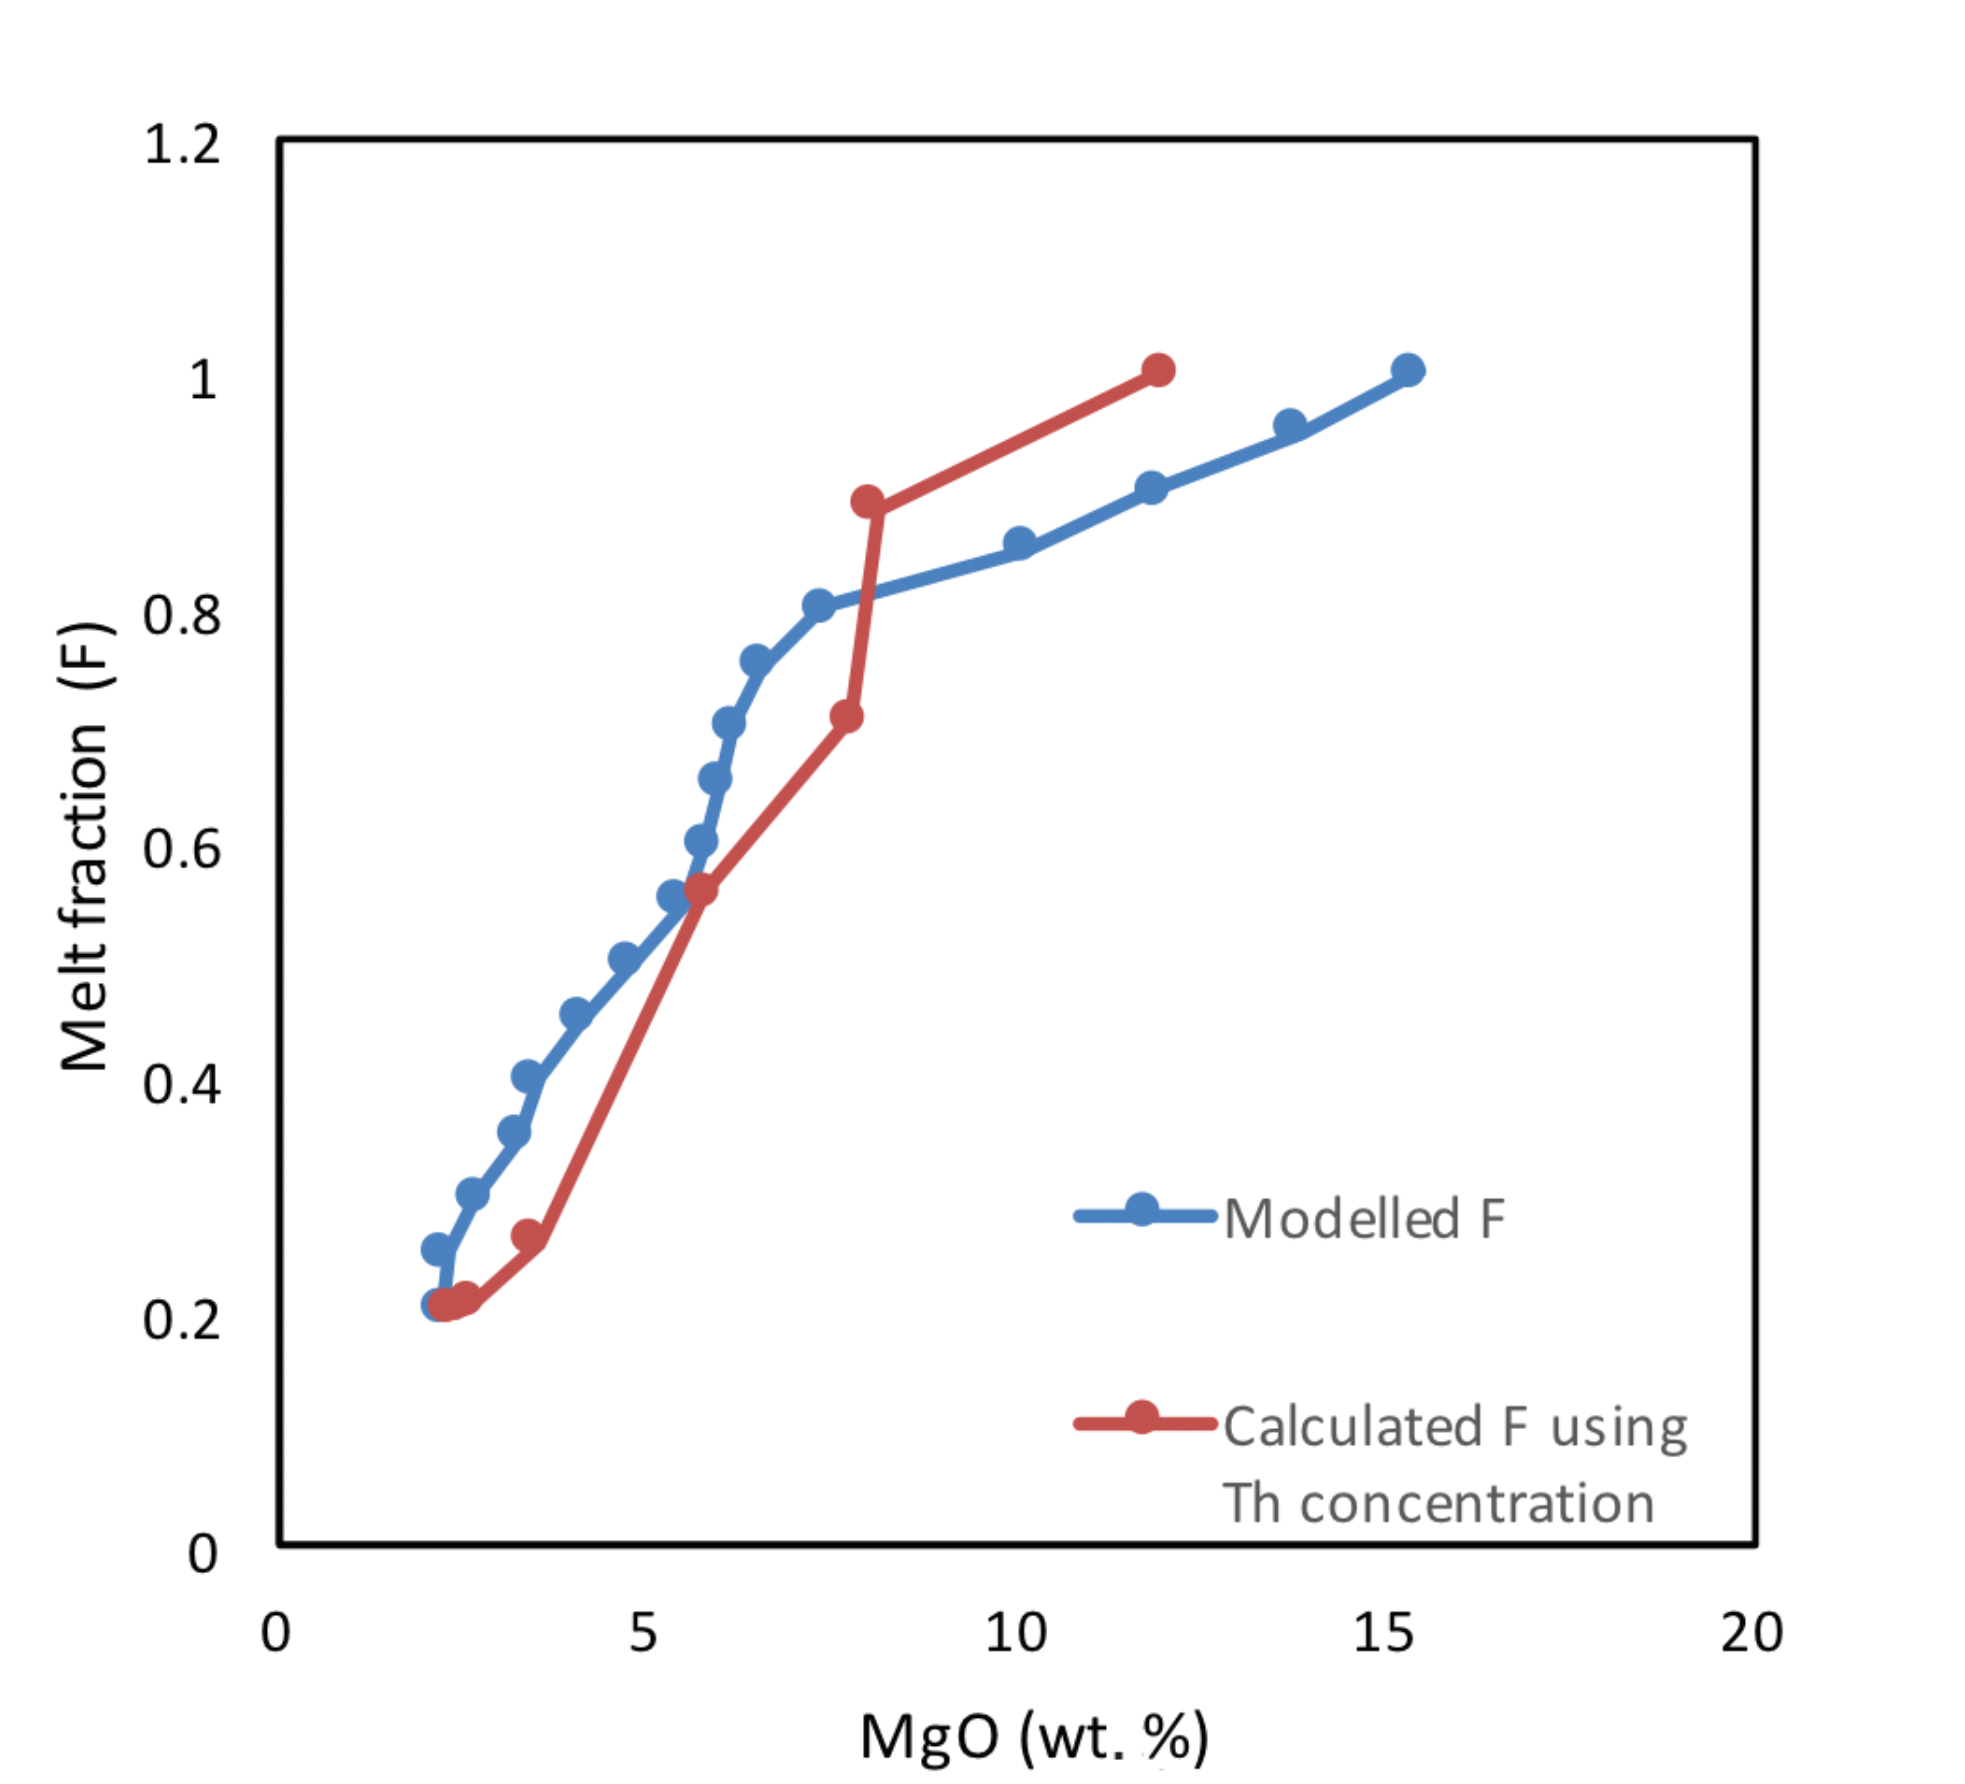 1.2
1
0.8
0.6
0.4
0.2
0
Melt fraction (F)
Modelled F
Calculated F using
Th concentration
0 5 10 15 20
MgO (wt. %)